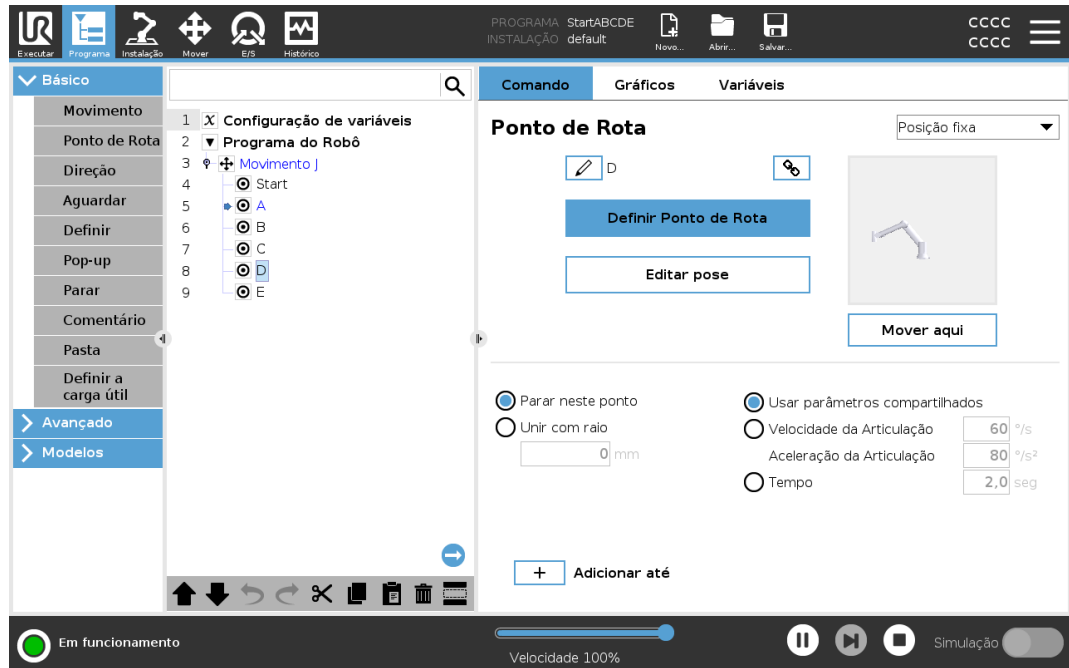 PROGRAMA StartABCDE
INSTALAÇÃO default
CCCC
CCCC
Executar Programa Instalação Mover E/S Histórico
Novo... Abrir... Salvar...
Básico
Movimento
Ponto de Rota
Direção
Aguardar
Definir
Pop-up
Parar
Comentário
Pasta
Definir a
carga útil
Avançado
Modelos
1 X Configuração de variáveis
2 Programa do Robô
3 Movimento J
4 Start
5 A
6 B
7 C
8 D
9 E
Comando Gráficos Variáveis
Ponto de Rota
Posição fixa
D
Definir Ponto de Rota
Editar pose
Mover aqui
Parar neste ponto
Unir com raio
0 mm
Usar parâmetros compartilhados
Velocidade da Articulação 60 °/s
Aceleração da Articulação 80 °/s²
Tempo 2,0 seg
+ Adicionar até
Em funcionamento
Velocidade 100%
Simulação